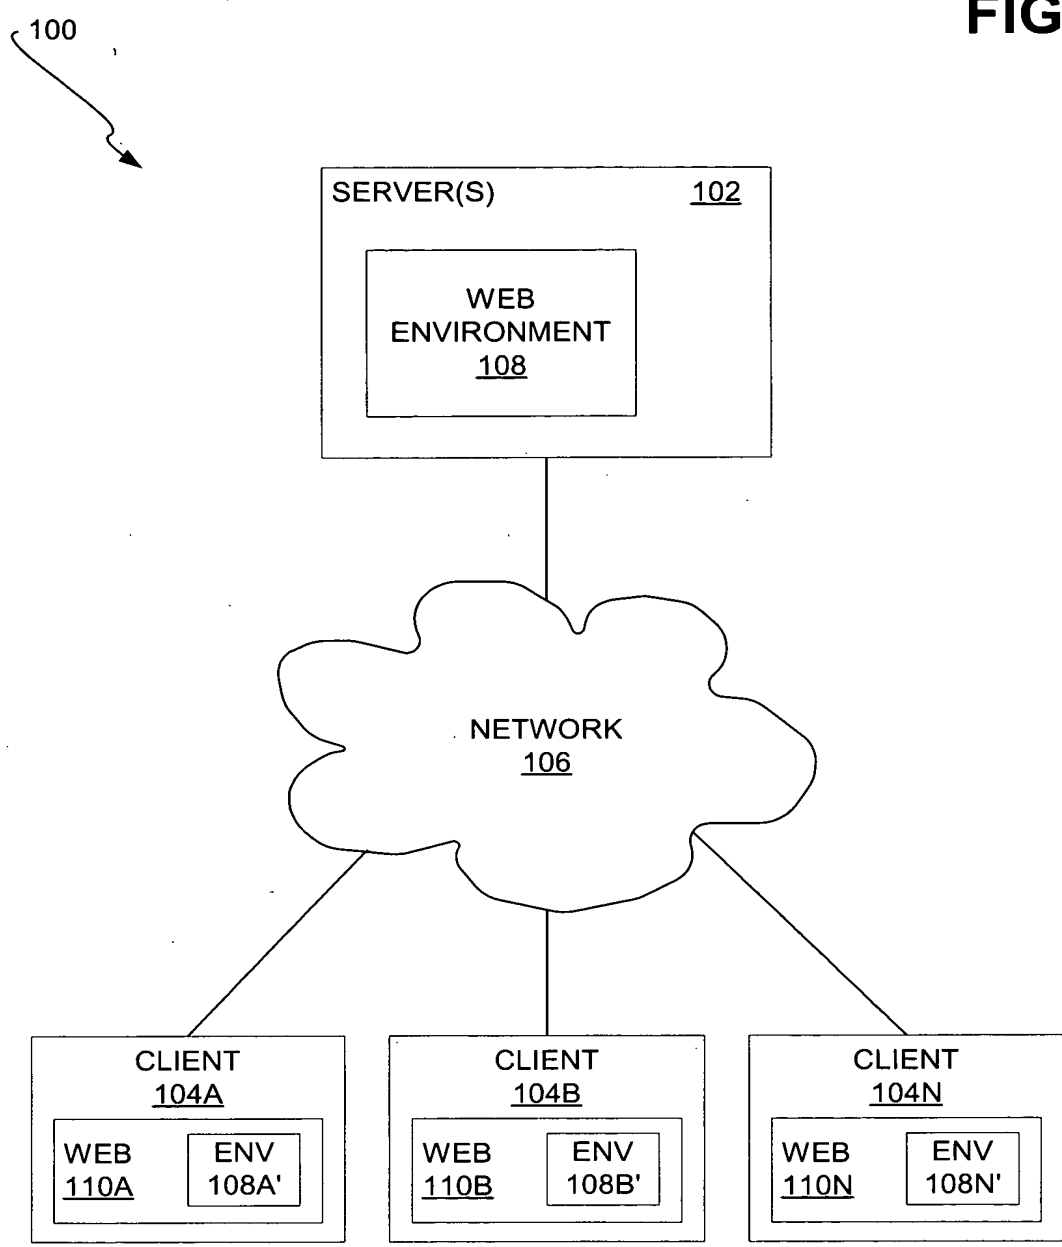 FIG
100
SERVER(S) 102
WEB
ENVIRONMENT
108
NETWORK
106
CLIENT
104A
WEB
110A
ENV
108A'
CLIENT
104B
WEB
110B
ENV
108B'
CLIENT
104N
WEB
110N
ENV
108N'